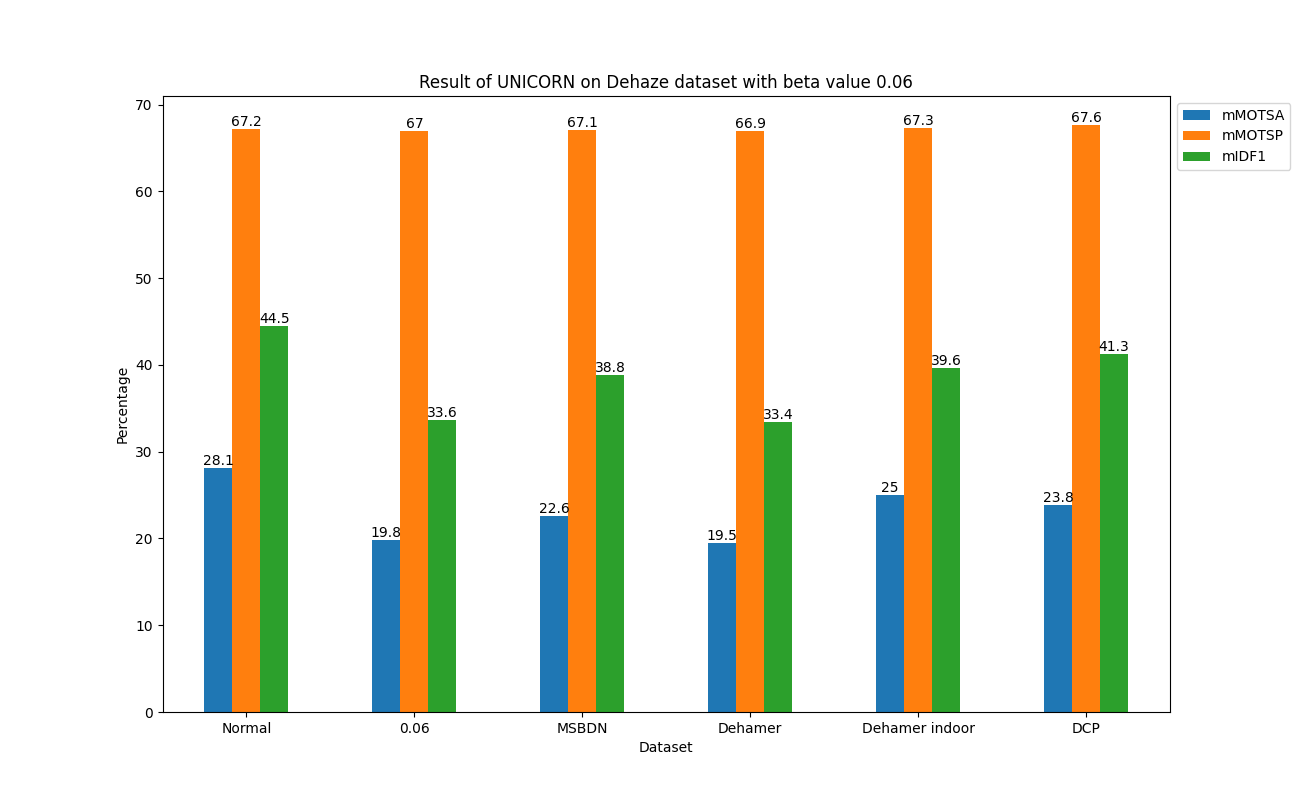 Result of UNICORN on Dehaze dataset with beta value 0.06
mMOTSA
mMOTSP
mIDF1
Percentage
70
60
50
40
30
20
10
0
28.1
67.2
44.5
19.8
67
33.6
22.6
67.1
38.8
19.5
66.9
33.4
25
67.3
39.6
23.8
67.6
41.3
Normal
0.06
MSBDN
Dehamer
Dehamer indoor
DCP
Dataset